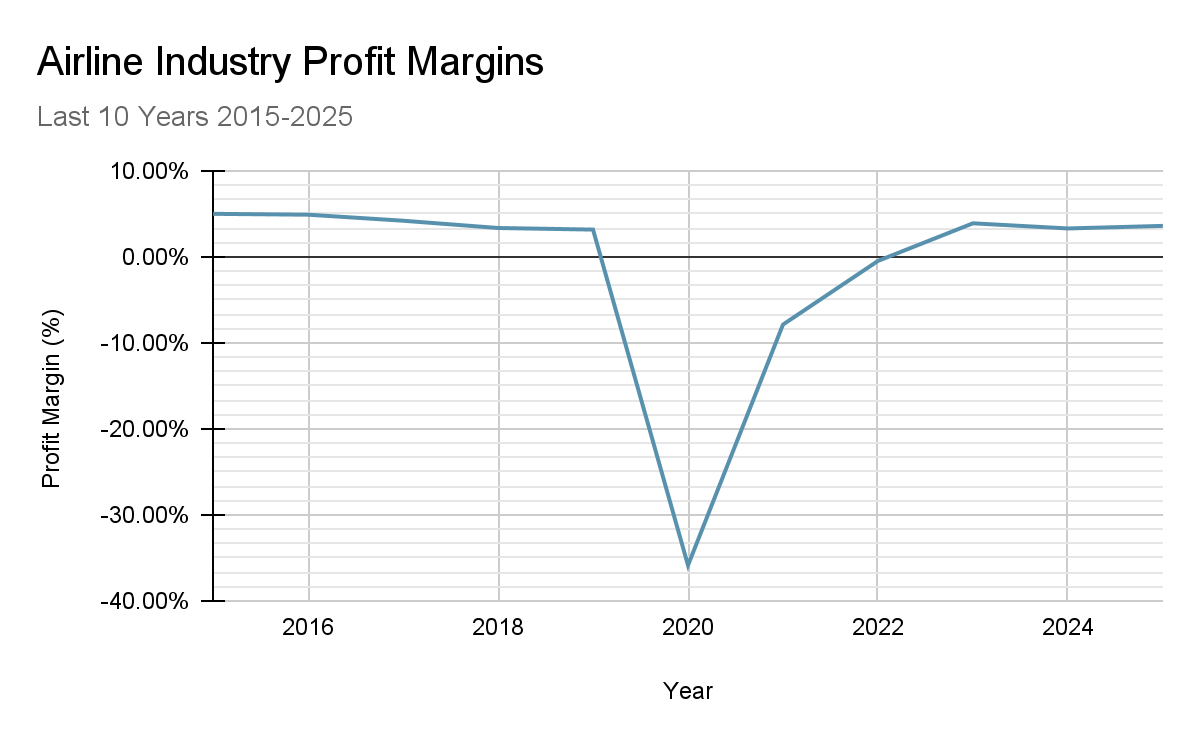 Airline Industry Profit Margins
Last 10 Years 2015-2025
10.00%
0.00%
-10.00%
-20.00%
-30.00%
-40.00%
Profit Margin (%)
2016 2018 2020 2022 2024
Year